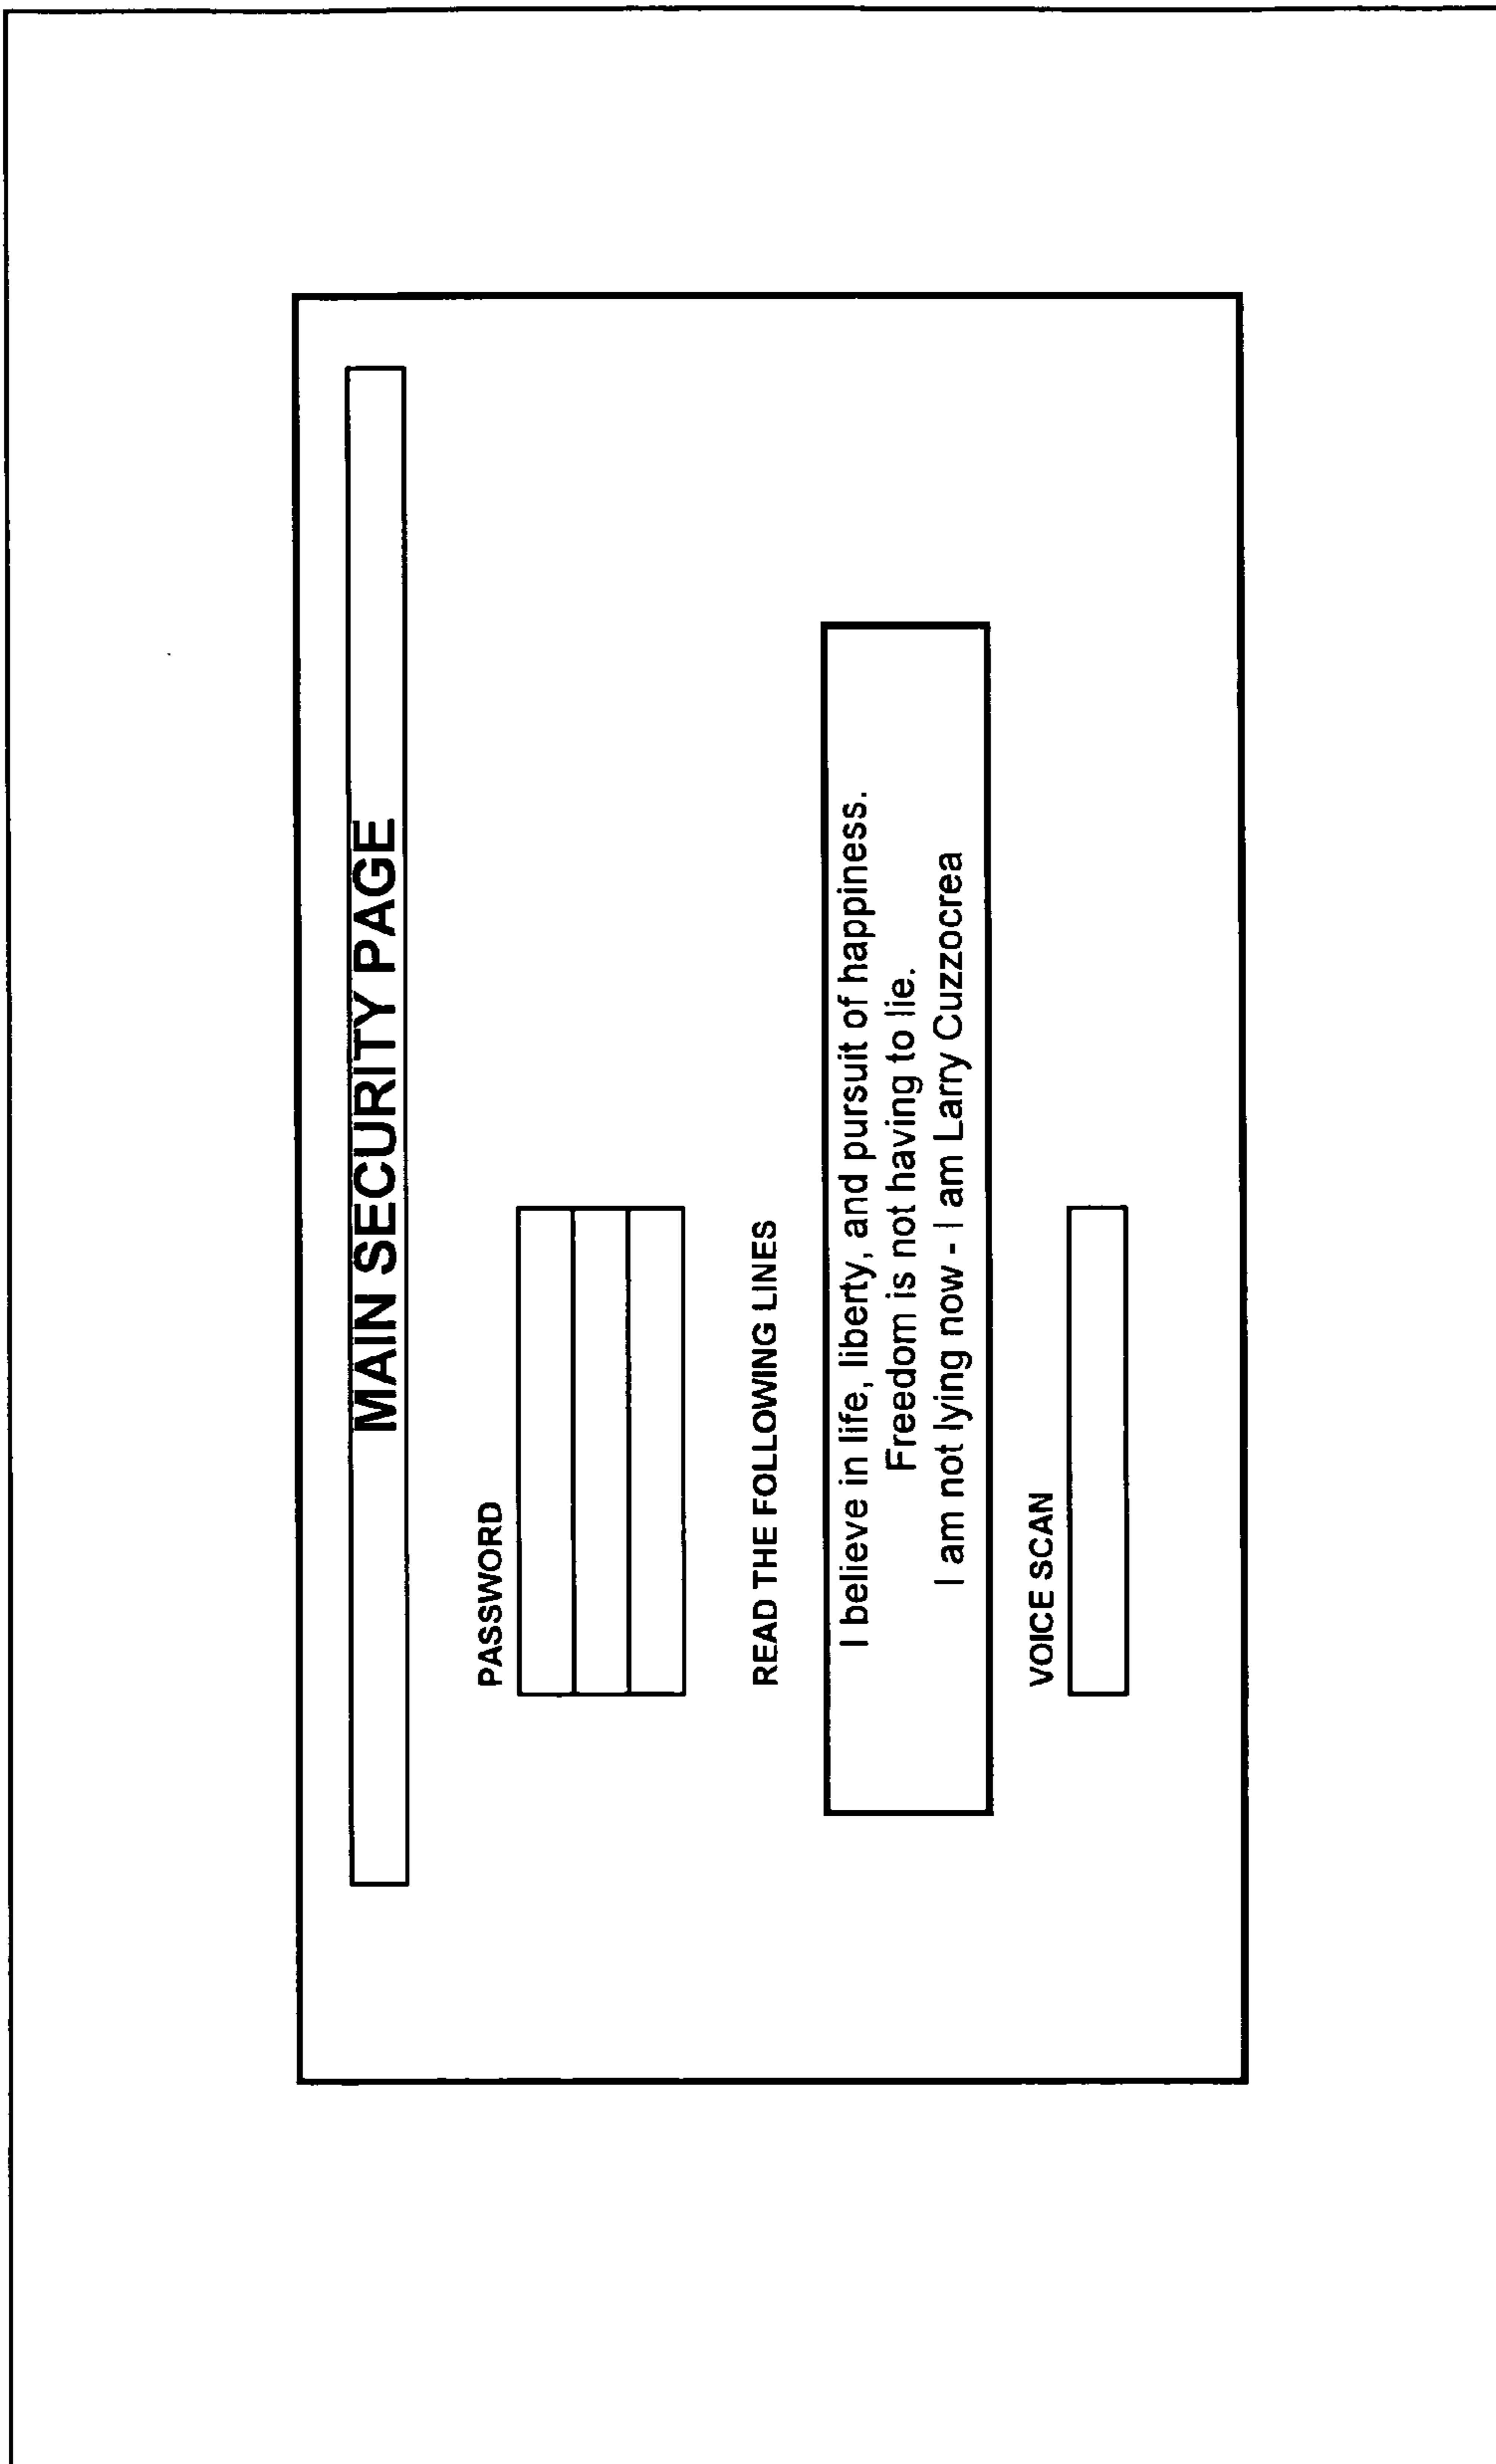 MAIN SECURITY PAGE
PASSWORD
READ THE FOLLOWING LINES
I believe in life, liberty, and pursuit of happiness.
Freedom is not having to lie.
I am not lying now - I am Larry Cuzzocrea
VOICE SCAN